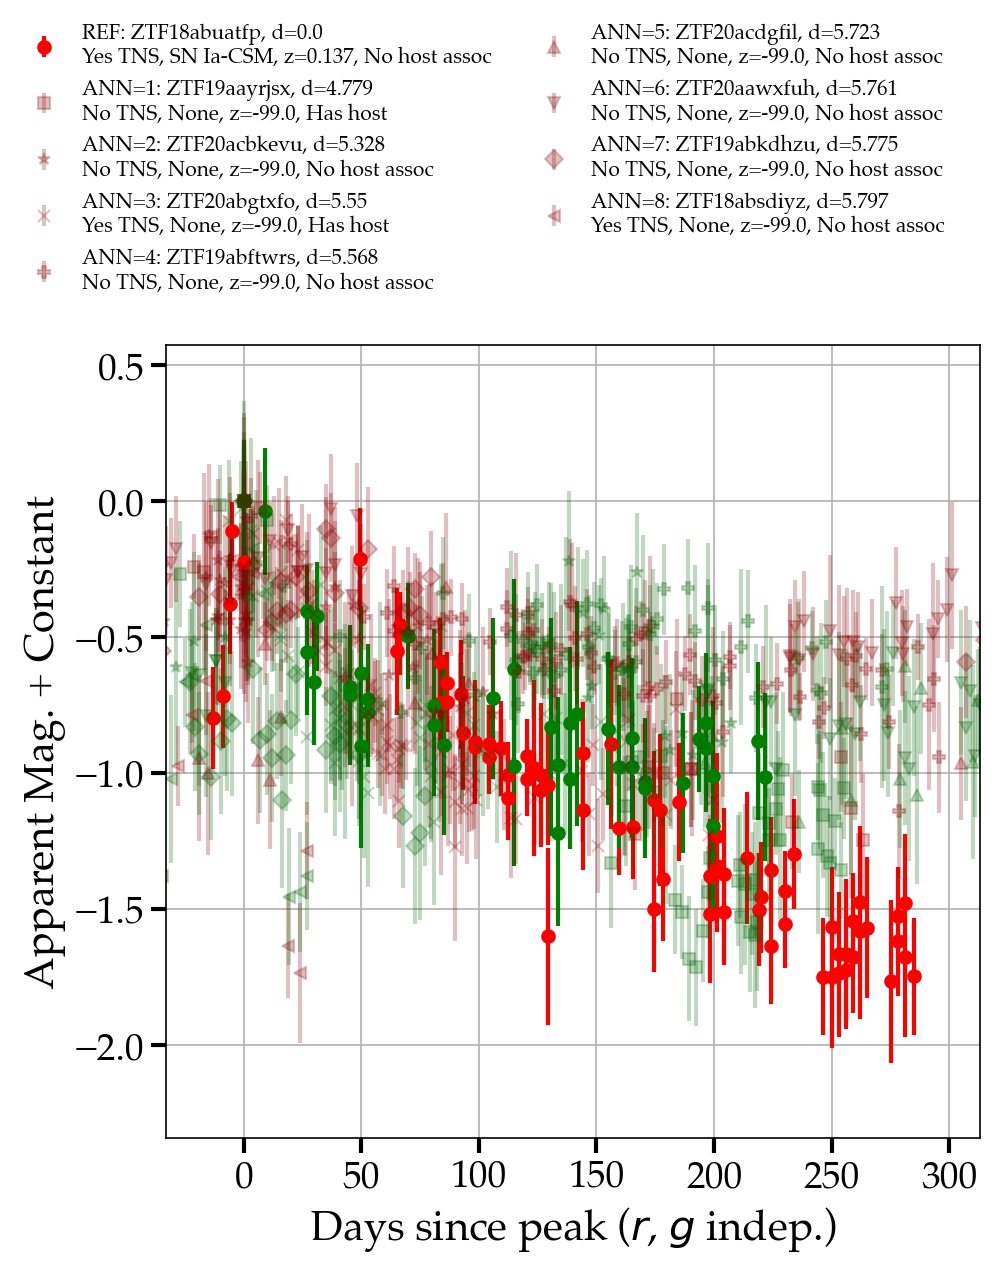 REF: ZTF18abuatfp, d=0.0
Yes TNS, SN Ia-CSM, z=0.137, No host assoc
ANN=1: ZTF19aayrjsx, d=4.779
No TNS, None, z=-99.0, Has host
ANN=2: ZTF20acbkevu, d=5.328
No TNS, None, z=-99.0, No host assoc
ANN=3: ZTF20abgtxfo, d=5.55
Yes TNS, None, z=-99.0, Has host
ANN=4: ZTF19abftwrs, d=5.568
No TNS, None, z=-99.0, No host assoc
ANN=5: ZTF20acdgfil, d=5.723
No TNS, None, z=-99.0, No host assoc
ANN=6: ZTF20aawxfuh, d=5.761
No TNS, None, z=-99.0, No host assoc
ANN=7: ZTF19abkdhzu, d=5.775
No TNS, None, z=-99.0, No host assoc
ANN=8: ZTF18absdiyz, d=5.797
Yes TNS, None, z=-99.0, No host assoc
Apparent Mag. + Constant
0.5
0.0
−0.5
−1.0
−1.5
−2.0
0 50 100 150 200 250 300
Days since peak (r, g indep.)